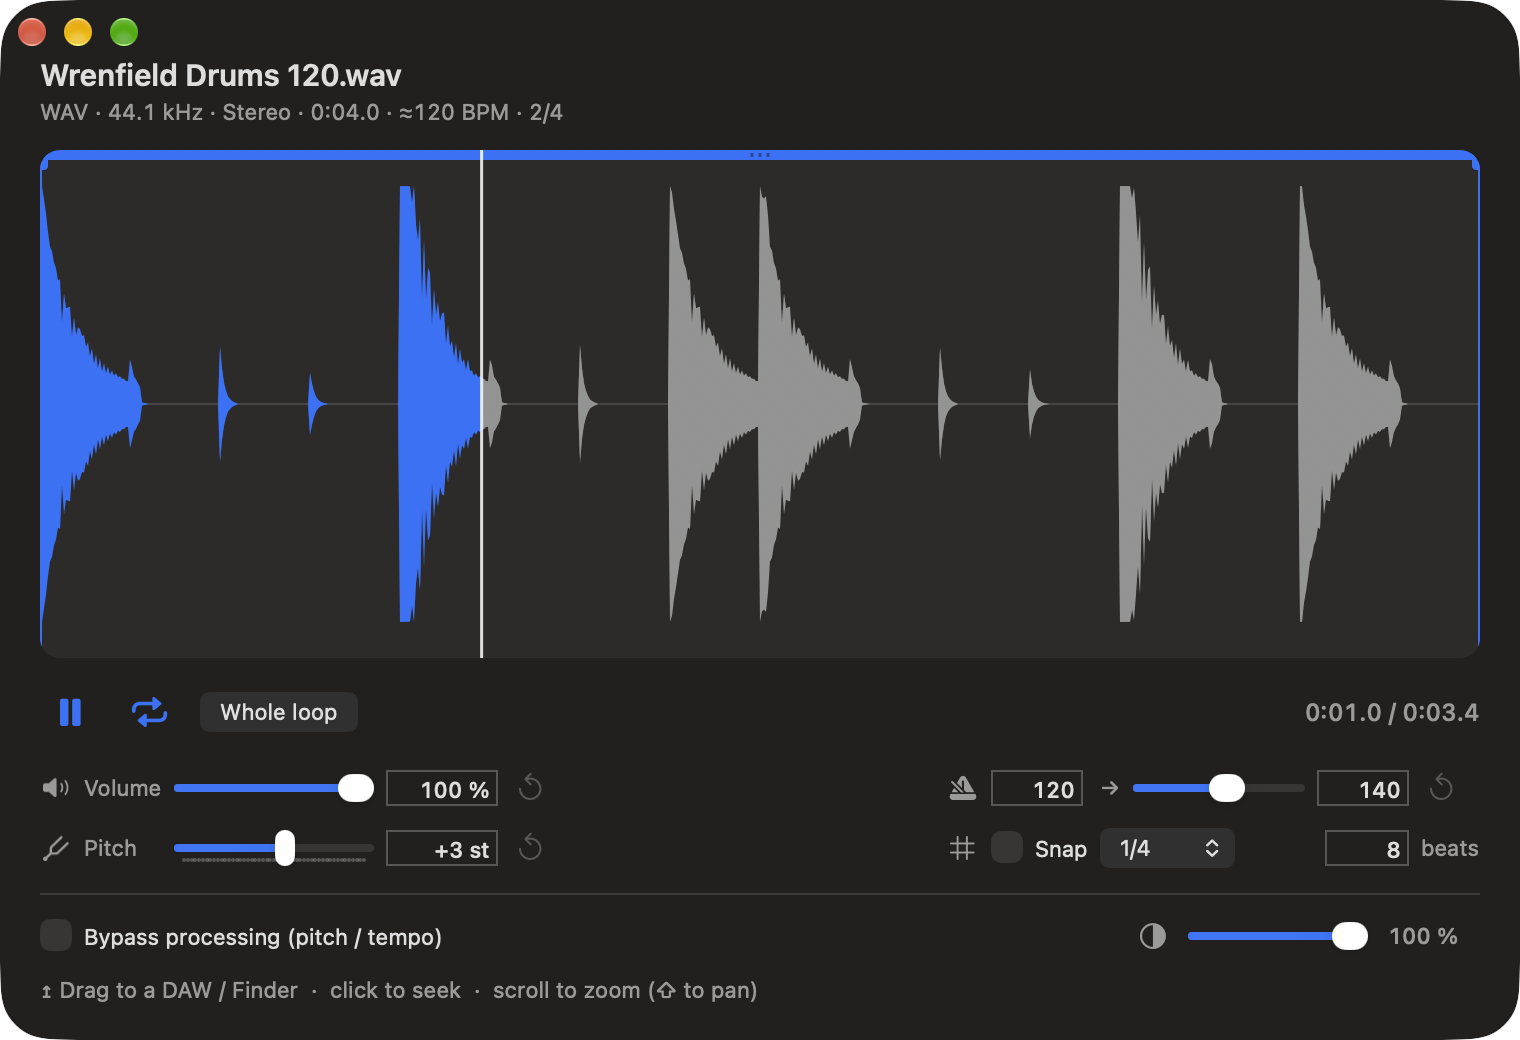 Wrenfield Drums 120.wav
WAV · 44.1 kHz · Stereo · 0:04.0 · ≈120 BPM · 2/4
Whole loop
0:01.0 / 0:03.4
Volume 100 % 120 → 140
Pitch +3 st Snap 1/4 8 beats
Bypass processing (pitch / tempo) 100 %
↥ Drag to a DAW / Finder · click to seek · scroll to zoom (⇧ to pan)